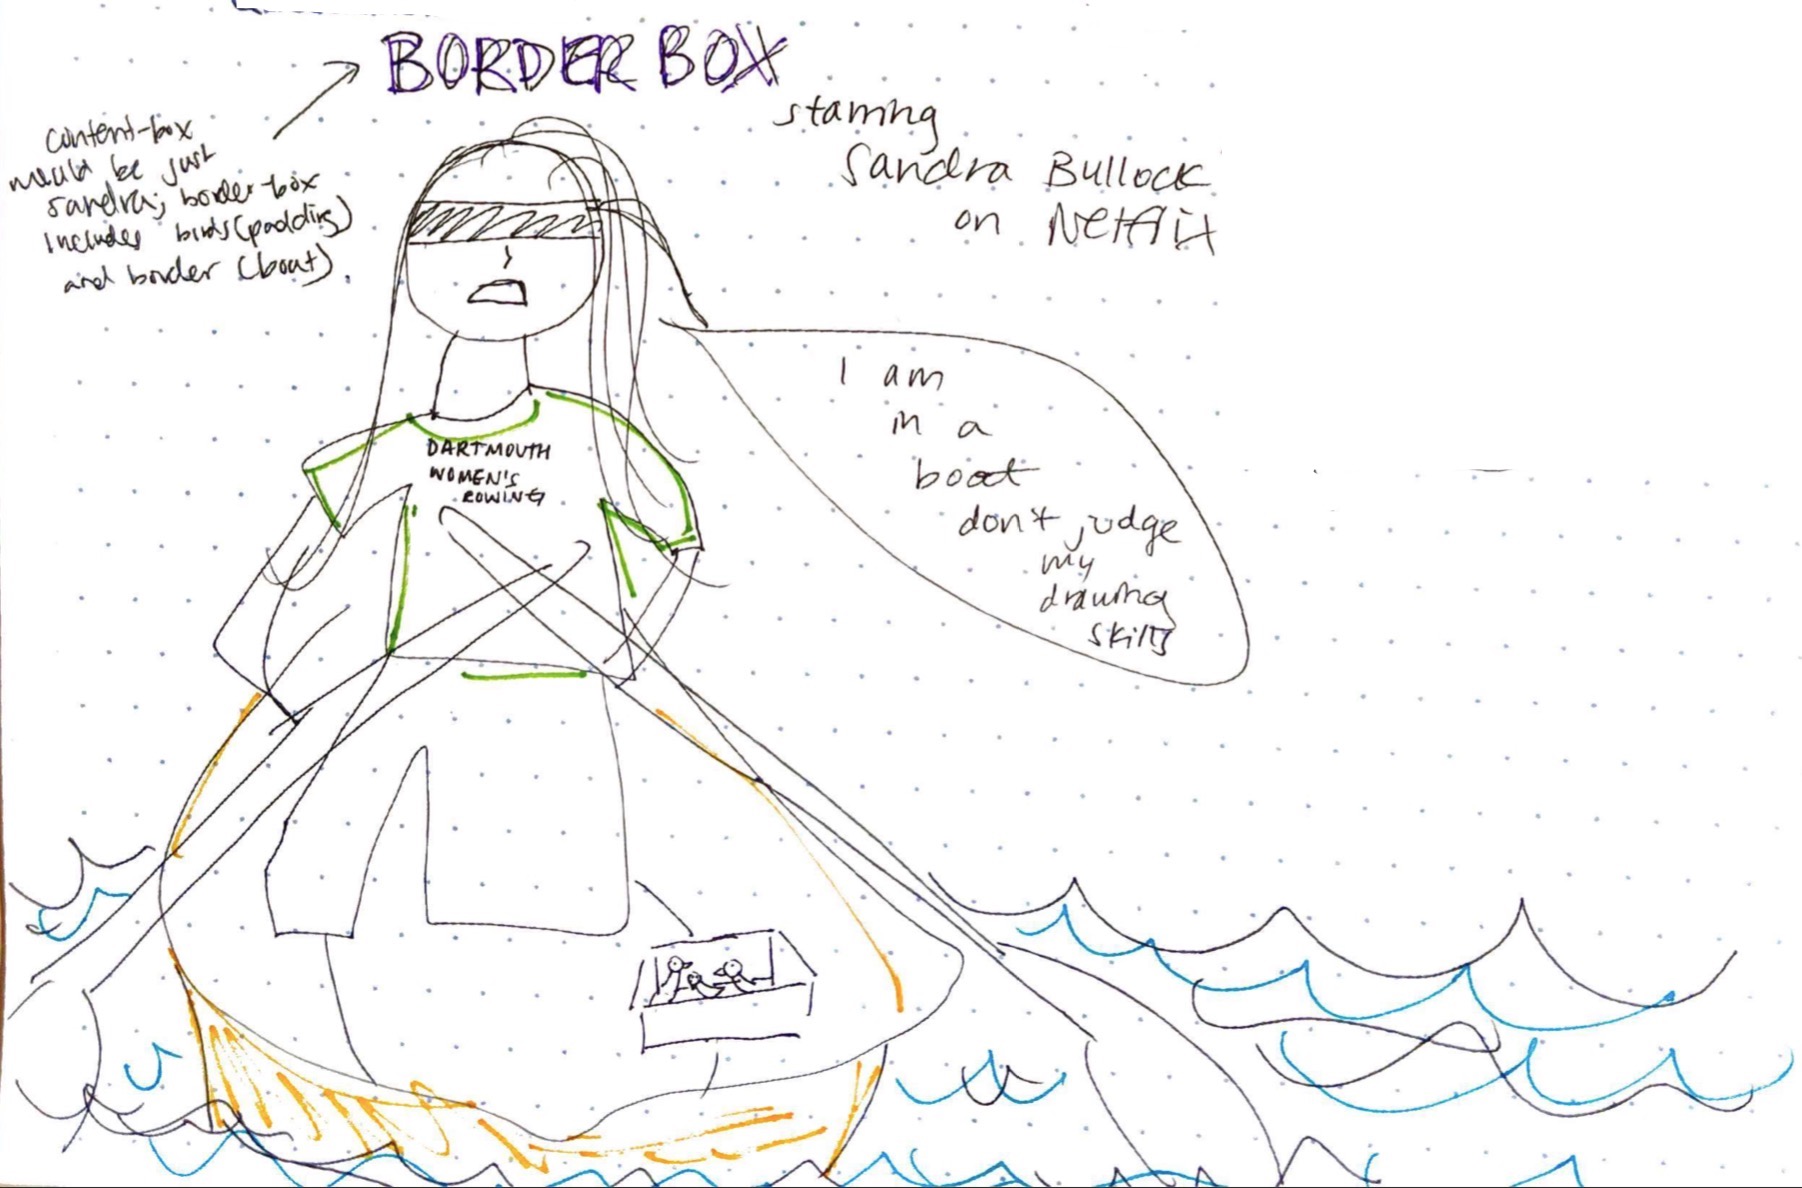 BORDER BOX
starring
Sandra Bullock
on Netflix
content-box
would be just
sandra; border-box
includes birds (padding)
and border (boat).
I am
in a
boat
don't judge
my
drawing
skills
DARTMOUTH
WOMEN'S
ROWING